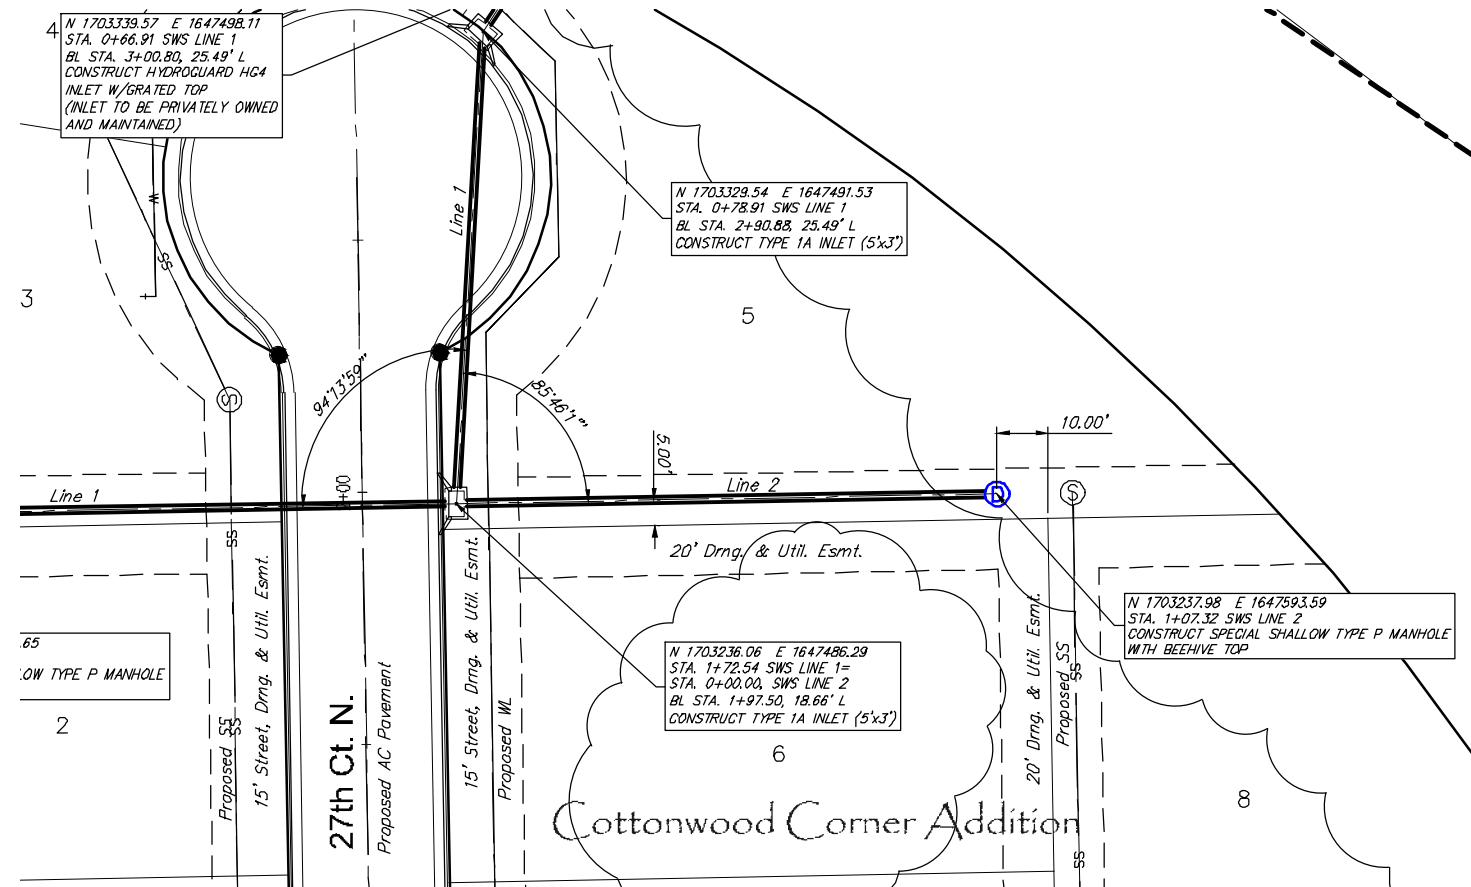 4
N 1703339.57 E 1647498.11
STA. 0+66.91 SWS LINE 1
BL STA. 3+00.80, 25.49' L
CONSTRUCT HYDROGUARD HG4
INLET W/GRATED TOP
(INLET TO BE PRIVATELY OWNED
AND MAINTAINED)
W
SS
Line 1
N 1703329.54 E 1647491.53
STA. 0+78.91 SWS LINE 1
BL STA. 2+90.88, 25.49' L
CONSTRUCT TYPE 1A INLET (5'x3')
3
5
94°13'59"
85°46'1"
S
5.00'
10.00'
Line 1
+00
Line 2
D
S
SS
20' Drng. & Util. Esmt.
15' Street, Drng. & Util. Esmt.
15' Street, Drng. & Util. Esmt.
N 1703237.98 E 1647593.59
STA. 1+07.32 SWS LINE 2
CONSTRUCT SPECIAL SHALLOW TYPE P MANHOLE
WITH BEEHIVE TOP
.65
OW TYPE P MANHOLE
N 1703236.06 E 1647486.29
STA. 1+72.54 SWS LINE 1=
STA. 0+00.00, SWS LINE 2
BL STA. 1+97.50, 18.66' L
CONSTRUCT TYPE 1A INLET (5'x3')
20' Drng. & Util. Esmt.
Proposed SS
SS
2
Proposed SS
SS
27th Ct. N.
Proposed AC Pavement
Proposed WL
6
8
Cottonwood Corner Addition
SS